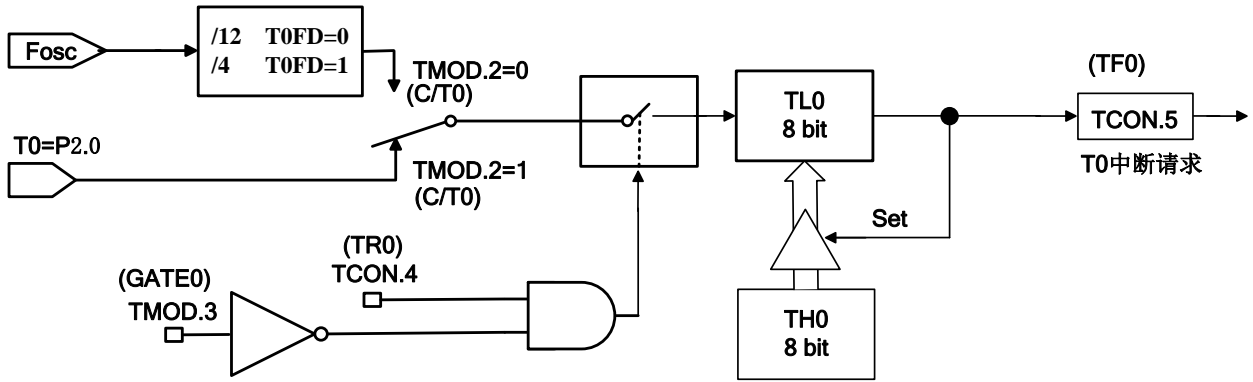 Fosc
/12 T0FD=0
/4 T0FD=1
TMOD.2=0
(C/T0)
T0=P2.0
TMOD.2=1
(C/T0)
TL0
8 bit
(TF0)
TCON.5
T0中断请求
Set
(TR0)
TCON.4
(GATE0)
TMOD.3
TH0
8 bit